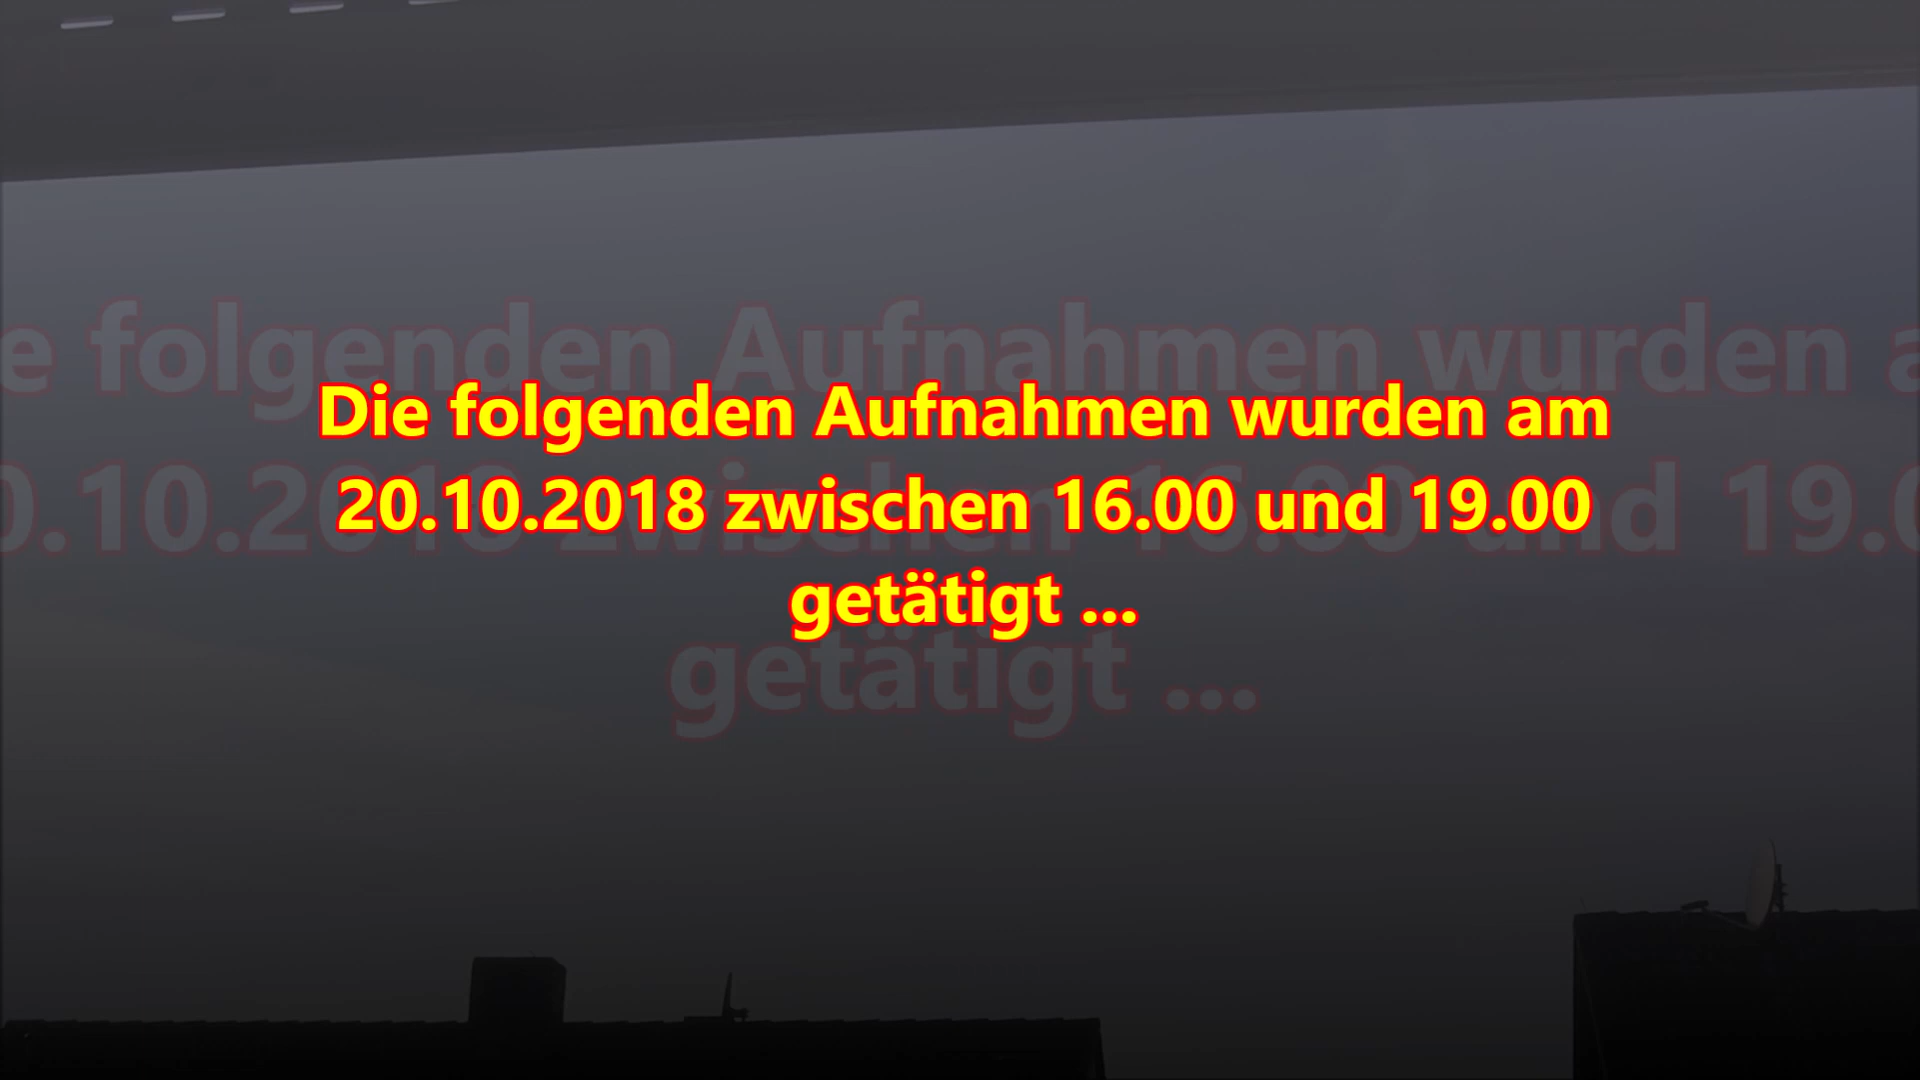 Die folgenden Aufnahmen wurden am
20.10.2018 zwischen 16.00 und 19.00
getätigt ...